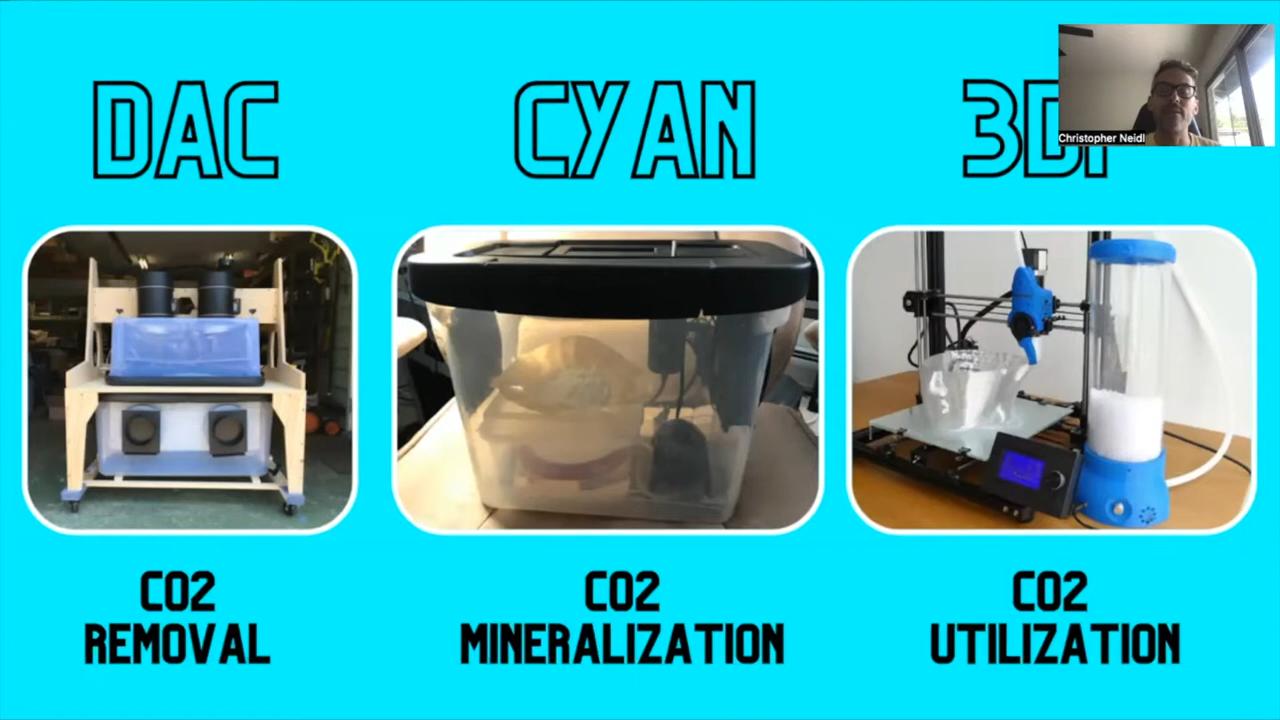 DAC
CYAN
Christopher Neidl
CO2
REMOVAL
CO2
MINERALIZATION
CO2
UTILIZATION